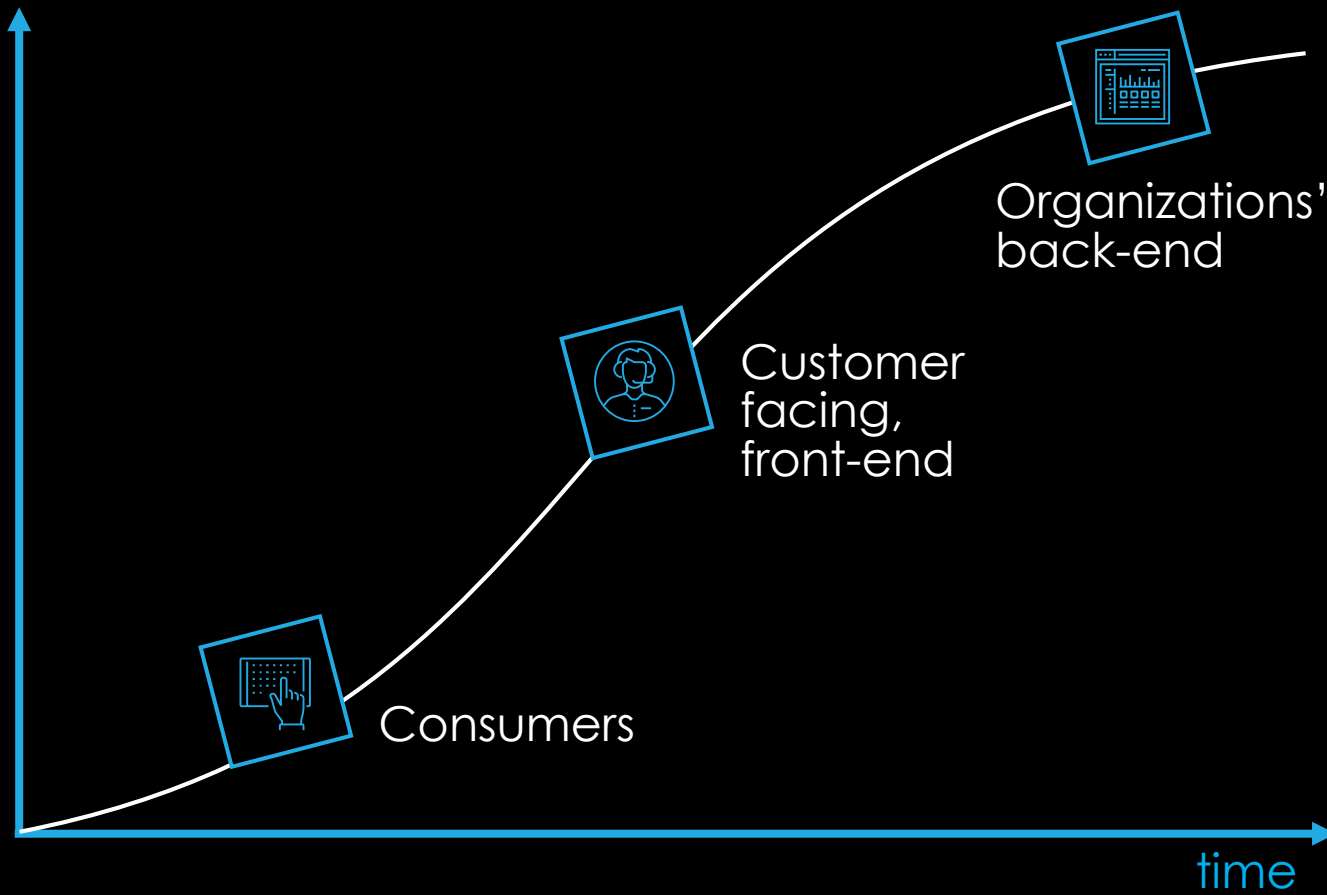 Organizations’
back-end
Customer
facing,
front-end
Consumers
time